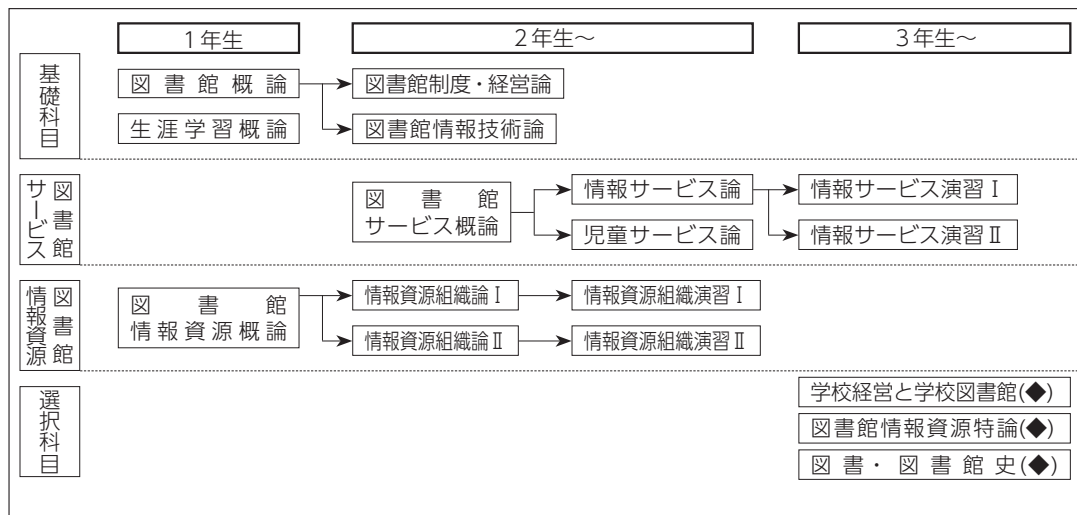 1年生
2年生～
3年生～
基礎科目
図書館概論
図書館制度・経営論
生涯学習概論
図書館情報技術論
図書館
サービス
図書館
サービス概論
情報サービス論
情報サービス演習Ⅰ
児童サービス論
情報サービス演習Ⅱ
図書館
情報資源
図書館
情報資源概論
情報資源組織論Ⅰ
情報資源組織演習Ⅰ
情報資源組織論Ⅱ
情報資源組織演習Ⅱ
選択科目
学校経営と学校図書館(◆)
図書館情報資源特論(◆)
図書・図書館史(◆)